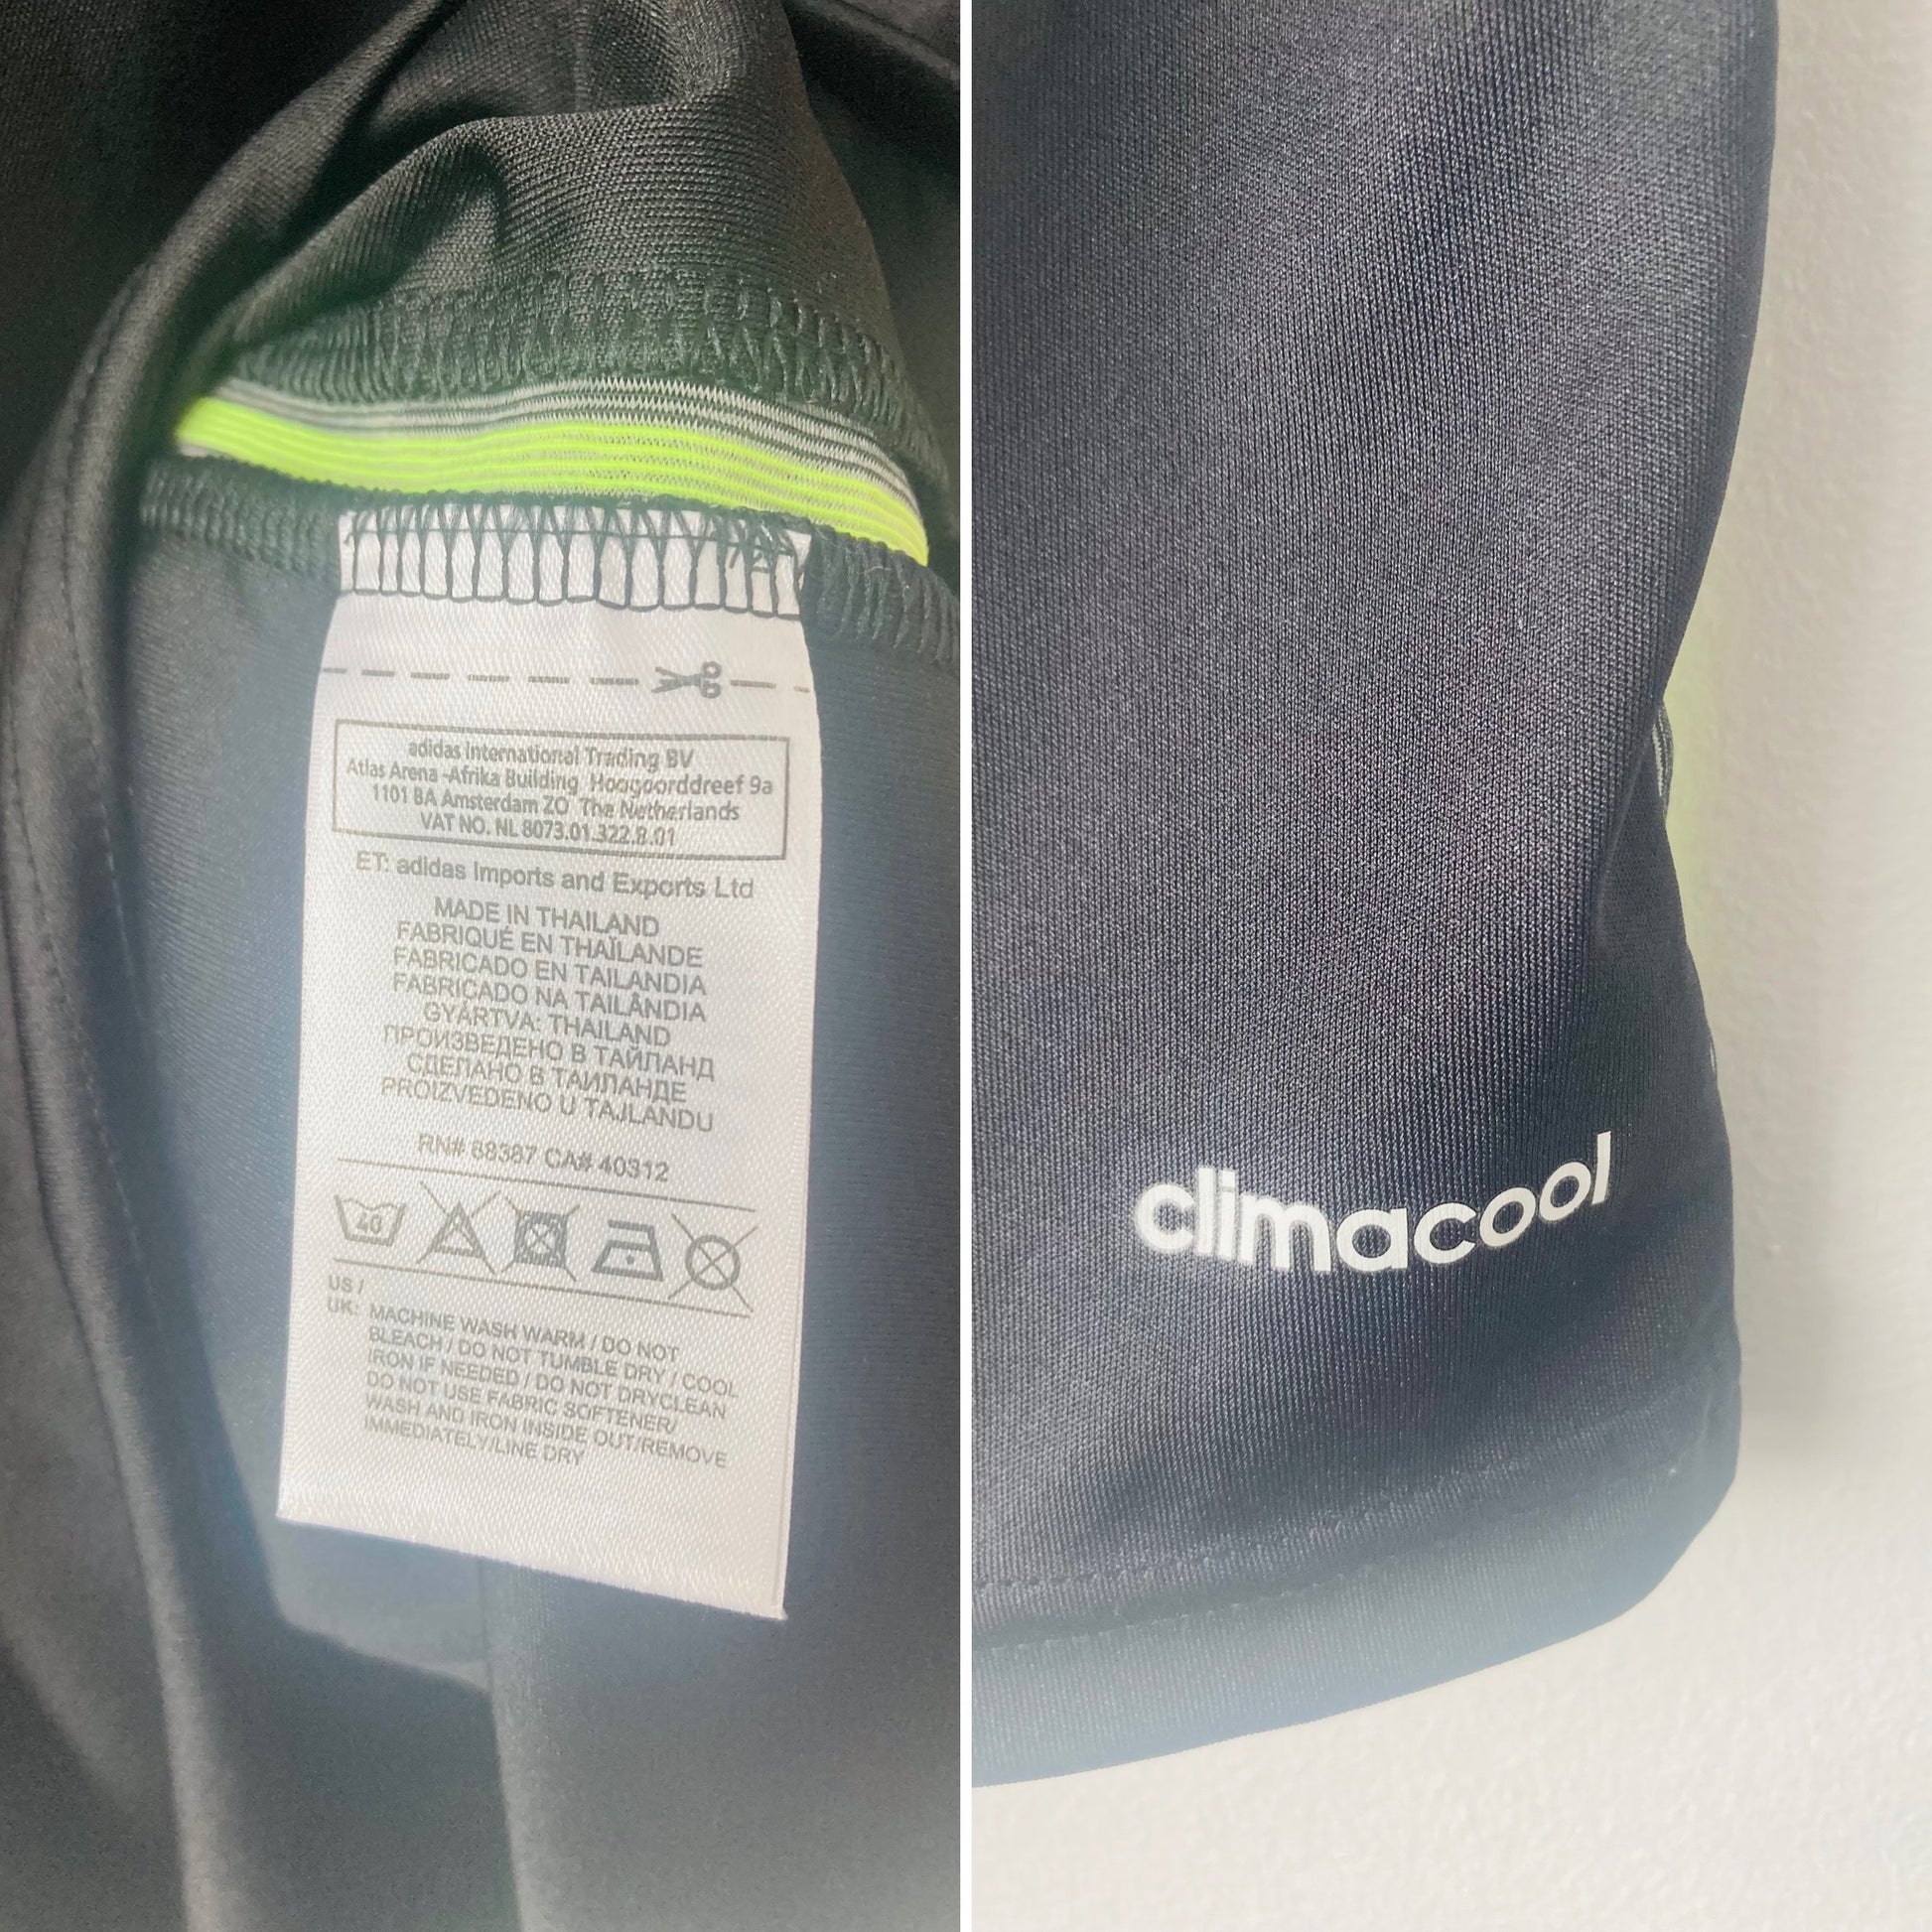 adidas International Trading BV
Atlas Arena -Afrika Building Hoogoorddreef 9a
1101 BA Amsterdam ZO The Netherlands
VAT NO. NL 8073.01.322.8.01
ET: adidas Imports and Exports Ltd
MADE IN THAILAND
FABRIQUÉ EN THAÏLANDE
FABRICADO EN TAILANDIA
FABRICADO NA TAILÂNDIA
GYÁRTVA: THAILAND
ПРОИЗВЕДЕНО В ТАЙЛАНД
СДЕЛАНО В ТАИЛАНДЕ
PROIZVEDENO U TAJLANDU
RN# 88387 CA# 40312
40
US /
UK: MACHINE WASH WARM / DO NOT
BLEACH / DO NOT TUMBLE DRY / COOL
IRON IF NEEDED / DO NOT DRYCLEAN
DO NOT USE FABRIC SOFTENER/
WASH AND IRON INSIDE OUT/REMOVE
IMMEDIATELY/LINE DRY
climacool